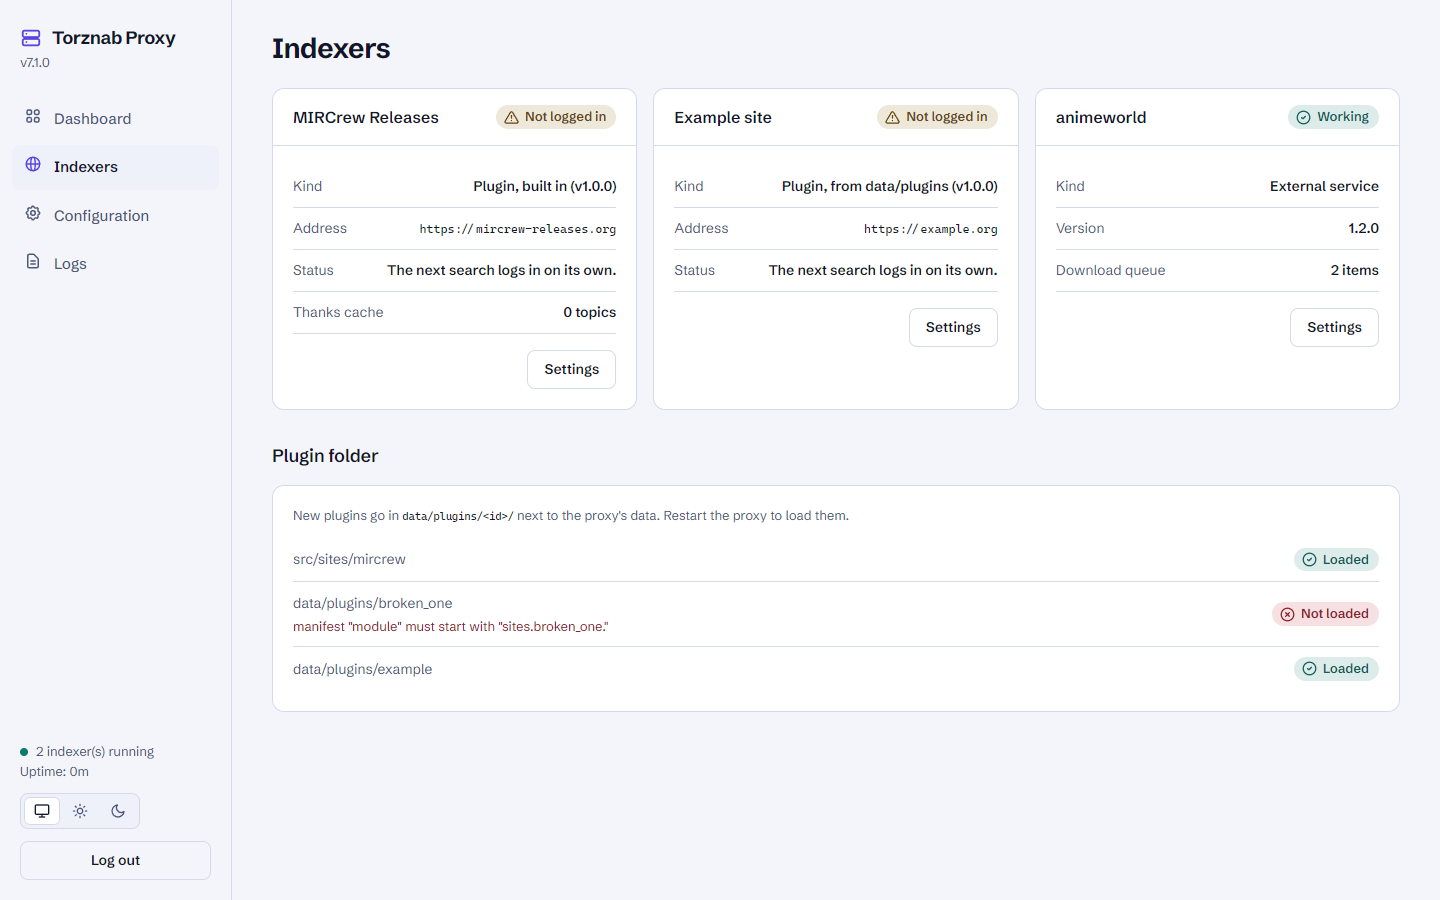 Torznab Proxy
v7.1.0
Dashboard
Indexers
Configuration
Logs
2 indexer(s) running
Uptime: 0m
Log out
Indexers
MIRCrew Releases
Not logged in
Kind
Plugin, built in (v1.0.0)
Address
https://mircrew-releases.org
Status
The next search logs in on its own.
Thanks cache
0 topics
Settings
Example site
Not logged in
Kind
Plugin, from data/plugins (v1.0.0)
Address
https://example.org
Status
The next search logs in on its own.
Settings
animeworld
Working
Kind
External service
Version
1.2.0
Download queue
2 items
Settings
Plugin folder
New plugins go in data/plugins/<id>/ next to the proxy's data. Restart the proxy to load them.
src/sites/mircrew
Loaded
data/plugins/broken_one
manifest "module" must start with "sites.broken_one."
Not loaded
data/plugins/example
Loaded